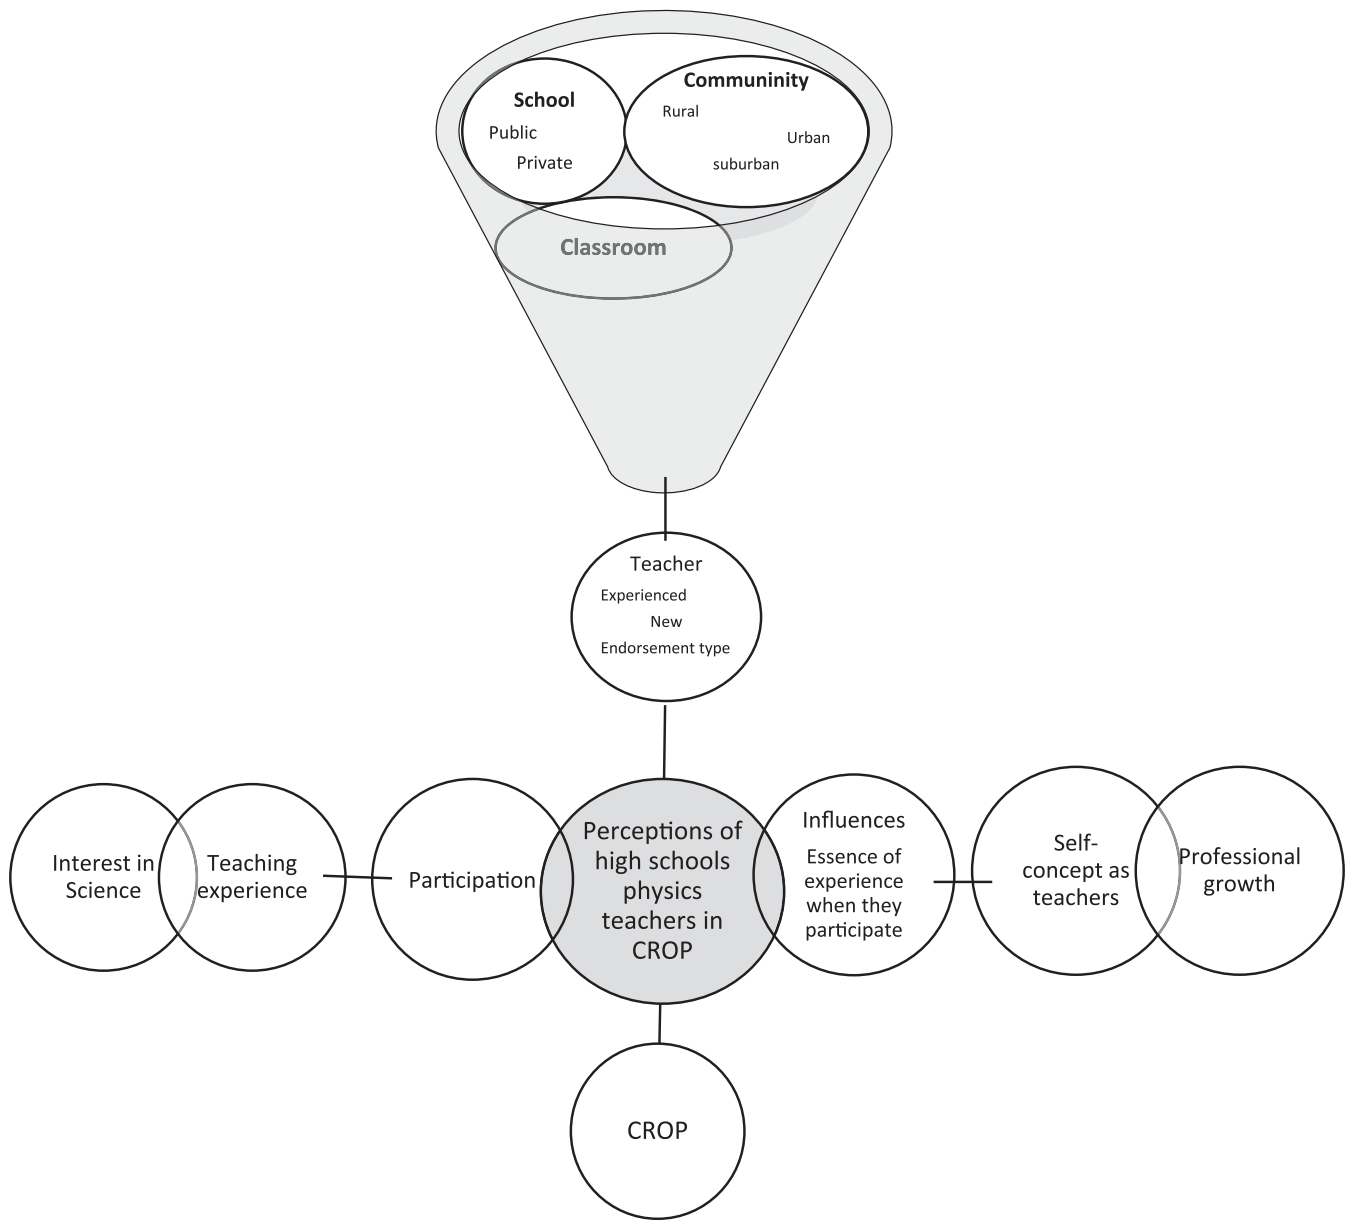 School
Public
Private
Communinity
Rural
Urban
suburban
Classroom
Teacher
Experienced
New
Endorsement type
Interest in
Science
Teaching
experience
Participation
Perceptions of
high schools
physics
teachers in
CROP
Influences
Essence of
experience
when they
participate
Self-
concept as
teachers
Professional
growth
CROP